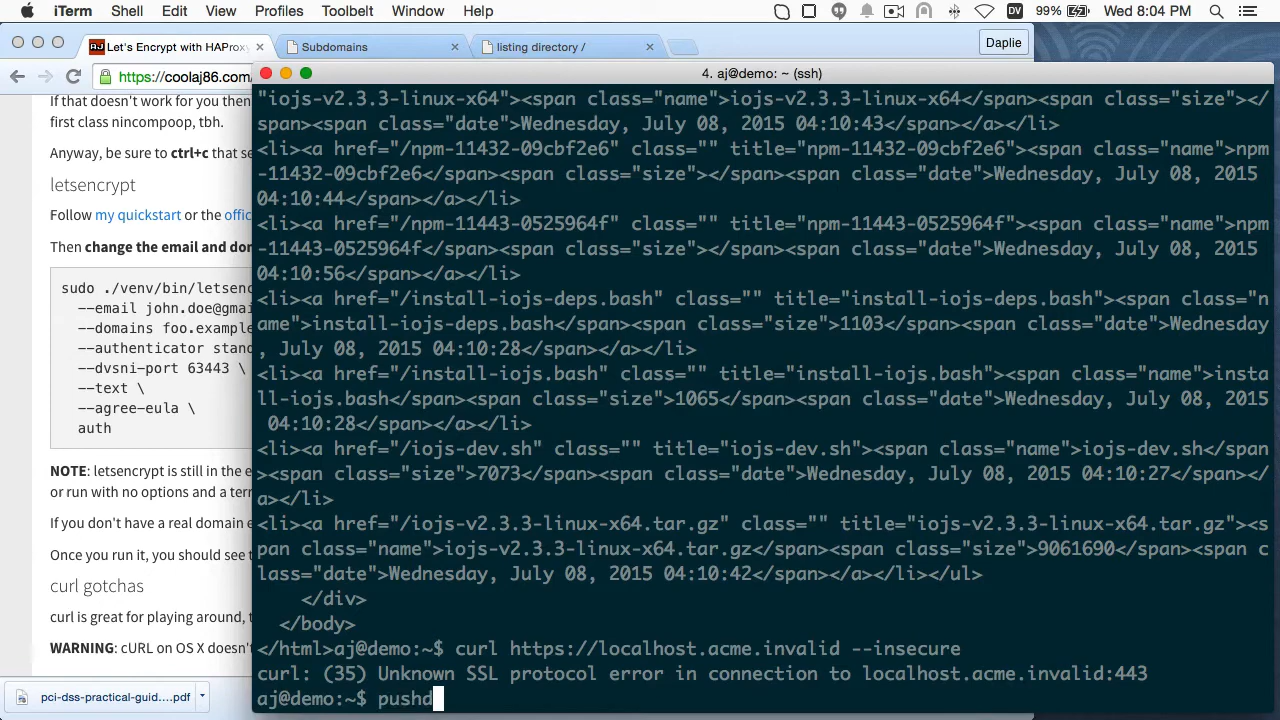 iTerm Shell Edit View Profiles Toolbelt Window Help DV 99% Wed 8:04 PM
Let's Encrypt with HAProxy Subdomains listing directory / Daplie
https://coolaj86.com
4. aj@demo: ~ (ssh)
If that doesn't work for you then
first class nincompoop, tbh.
Anyway, be sure to ctrl+c that se
letsencrypt
Follow my quickstart or the offic
Then change the email and don
sudo ./venv/bin/letsenc
--email john.doe@gmai
--domains foo.example
--authenticator stand
--dvsni-port 63443 \
--text \
--agree-eula \
auth
NOTE: letsencrypt is still in the e
or run with no options and a terr
If you don't have a real domain e
Once you run it, you should see t
curl gotchas
curl is great for playing around, t
WARNING: cURL on OS X doesn'
pci-dss-practical-guid....pdf
"iojs-v2.3.3-linux-x64"><span class="name">iojs-v2.3.3-linux-x64</span><span class="size"></
span><span class="date">Wednesday, July 08, 2015 04:10:43</span></a></li>
<li><a href="/npm-11432-09cbf2e6" class="" title="npm-11432-09cbf2e6"><span class="name">npm
-11432-09cbf2e6</span><span class="size"></span><span class="date">Wednesday, July 08, 2015
04:10:44</span></a></li>
<li><a href="/npm-11443-0525964f" class="" title="npm-11443-0525964f"><span class="name">npm
-11443-0525964f</span><span class="size"></span><span class="date">Wednesday, July 08, 2015
04:10:56</span></a></li>
<li><a href="/install-iojs-deps.bash" class="" title="install-iojs-deps.bash"><span class="n
ame">install-iojs-deps.bash</span><span class="size">1103</span><span class="date">Wednesday
, July 08, 2015 04:10:28</span></a></li>
<li><a href="/install-iojs.bash" class="" title="install-iojs.bash"><span class="name">insta
ll-iojs.bash</span><span class="size">1065</span><span class="date">Wednesday, July 08, 2015
04:10:28</span></a></li>
<li><a href="/iojs-dev.sh" class="" title="iojs-dev.sh"><span class="name">iojs-dev.sh</span
><span class="size">7073</span><span class="date">Wednesday, July 08, 2015 04:10:27</span></
a></li>
<li><a href="/iojs-v2.3.3-linux-x64.tar.gz" class="" title="iojs-v2.3.3-linux-x64.tar.gz"><s
pan class="name">iojs-v2.3.3-linux-x64.tar.gz</span><span class="size">9061690</span><span c
lass="date">Wednesday, July 08, 2015 04:10:42</span></a></li></ul>
</div>
</body>
</html>aj@demo:~$ curl https://localhost.acme.invalid --insecure
curl: (35) Unknown SSL protocol error in connection to localhost.acme.invalid:443
aj@demo:~$ pushd